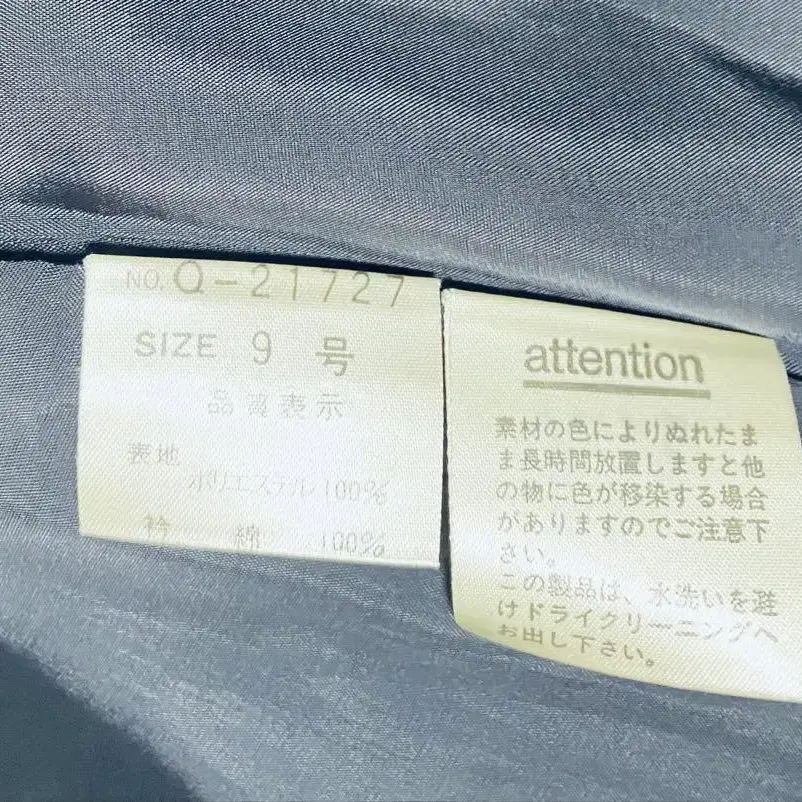 NO. Q-21727
SIZE 9 号
品質表示
表地
ポリエステル100%
衿 綿 100%
attention
素材の色によりぬれたま
ま長時間放置しますと他
の物に色が移染する場合
がありますのでご注意下
さい。
この製品は、水洗いを避
けドライクリーニングへ
お出し下さい。